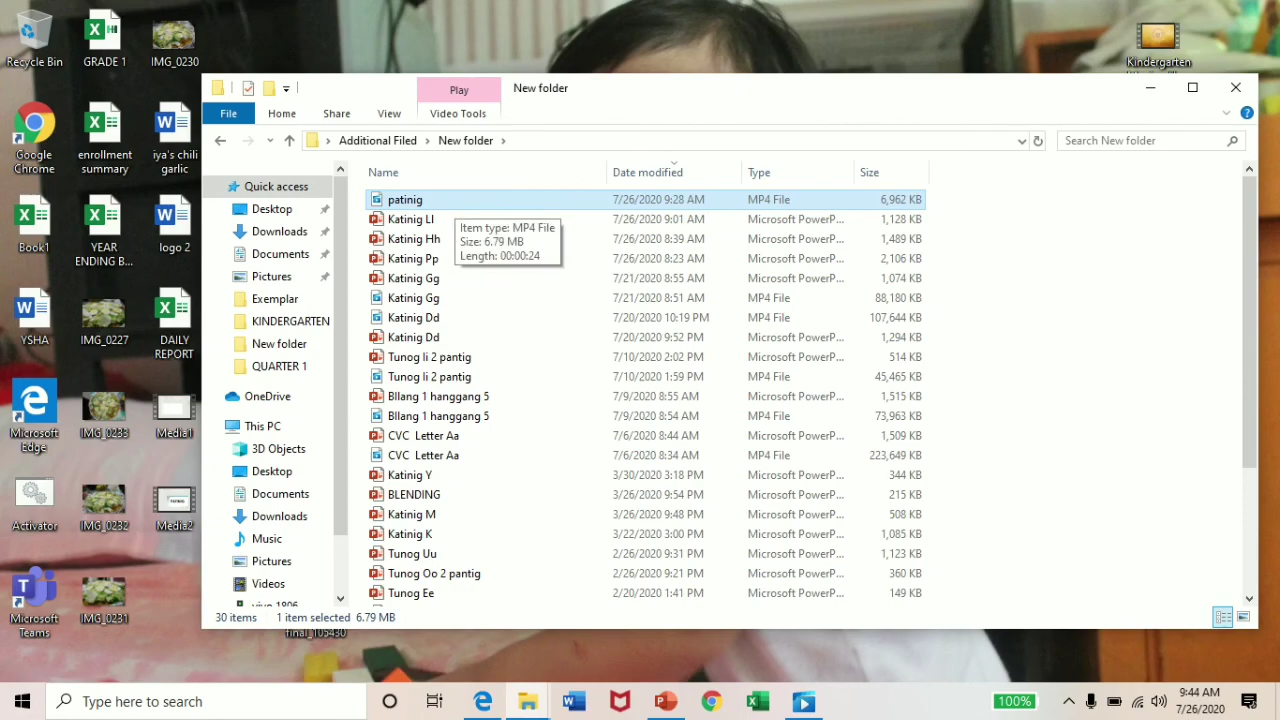 Recycle Bin
GRADE 1
IMG_0230
Kindergarten
Google Chrome
enrollment summary
iya's chili garlic
Book1
YEAR ENDING B...
logo 2
YSHA
IMG_0227
DAILY REPORT
Microsoft Edge
IMG_0233
Media1
Activator
IMG_0232
Media2
Microsoft Teams
IMG_0231
final_105430
Play
New folder
File
Home
Share
View
Video Tools
Additional Filed > New folder >
Search New folder
Name
Date modified
Type
Size
Quick access
Desktop
Downloads
Documents
Pictures
Exemplar
KINDERGARTEN
New folder
QUARTER 1
OneDrive
This PC
3D Objects
Desktop
Documents
Downloads
Music
Pictures
Videos
vivo 1806
patinig 7/26/2020 9:28 AM MP4 File 6,962 KB
Katinig Ll 7/26/2020 9:01 AM Microsoft PowerP... 1,128 KB
Katinig Hh 7/26/2020 8:39 AM Microsoft PowerP... 1,489 KB
Katinig Pp 7/26/2020 8:23 AM Microsoft PowerP... 2,106 KB
Katinig Gg 7/21/2020 8:55 AM Microsoft PowerP... 1,074 KB
Katinig Gg 7/21/2020 8:51 AM MP4 File 88,180 KB
Katinig Dd 7/20/2020 10:19 PM MP4 File 107,644 KB
Katinig Dd 7/20/2020 9:52 PM Microsoft PowerP... 1,294 KB
Tunog Ii 2 pantig 7/10/2020 2:02 PM Microsoft PowerP... 514 KB
Tunog Ii 2 pantig 7/10/2020 1:59 PM MP4 File 45,465 KB
BIlang 1 hanggang 5 7/9/2020 8:55 AM Microsoft PowerP... 1,515 KB
BIlang 1 hanggang 5 7/9/2020 8:54 AM MP4 File 73,963 KB
CVC Letter Aa 7/6/2020 8:44 AM Microsoft PowerP... 1,509 KB
CVC Letter Aa 7/6/2020 8:34 AM MP4 File 223,649 KB
Katinig Y 3/30/2020 3:18 PM Microsoft PowerP... 344 KB
BLENDING 3/26/2020 9:54 PM Microsoft PowerP... 215 KB
Katinig M 3/26/2020 9:48 PM Microsoft PowerP... 508 KB
Katinig K 3/22/2020 3:00 PM Microsoft PowerP... 1,085 KB
Tunog Uu 2/26/2020 9:31 PM Microsoft PowerP... 1,123 KB
Tunog Oo 2 pantig 2/26/2020 9:21 PM Microsoft PowerP... 360 KB
Tunog Ee 2/20/2020 1:41 PM Microsoft PowerP... 149 KB
Item type: MP4 File
Size: 6.79 MB
Length: 00:00:24
30 items
1 item selected 6.79 MB
Type here to search
100%
9:44 AM
7/26/2020